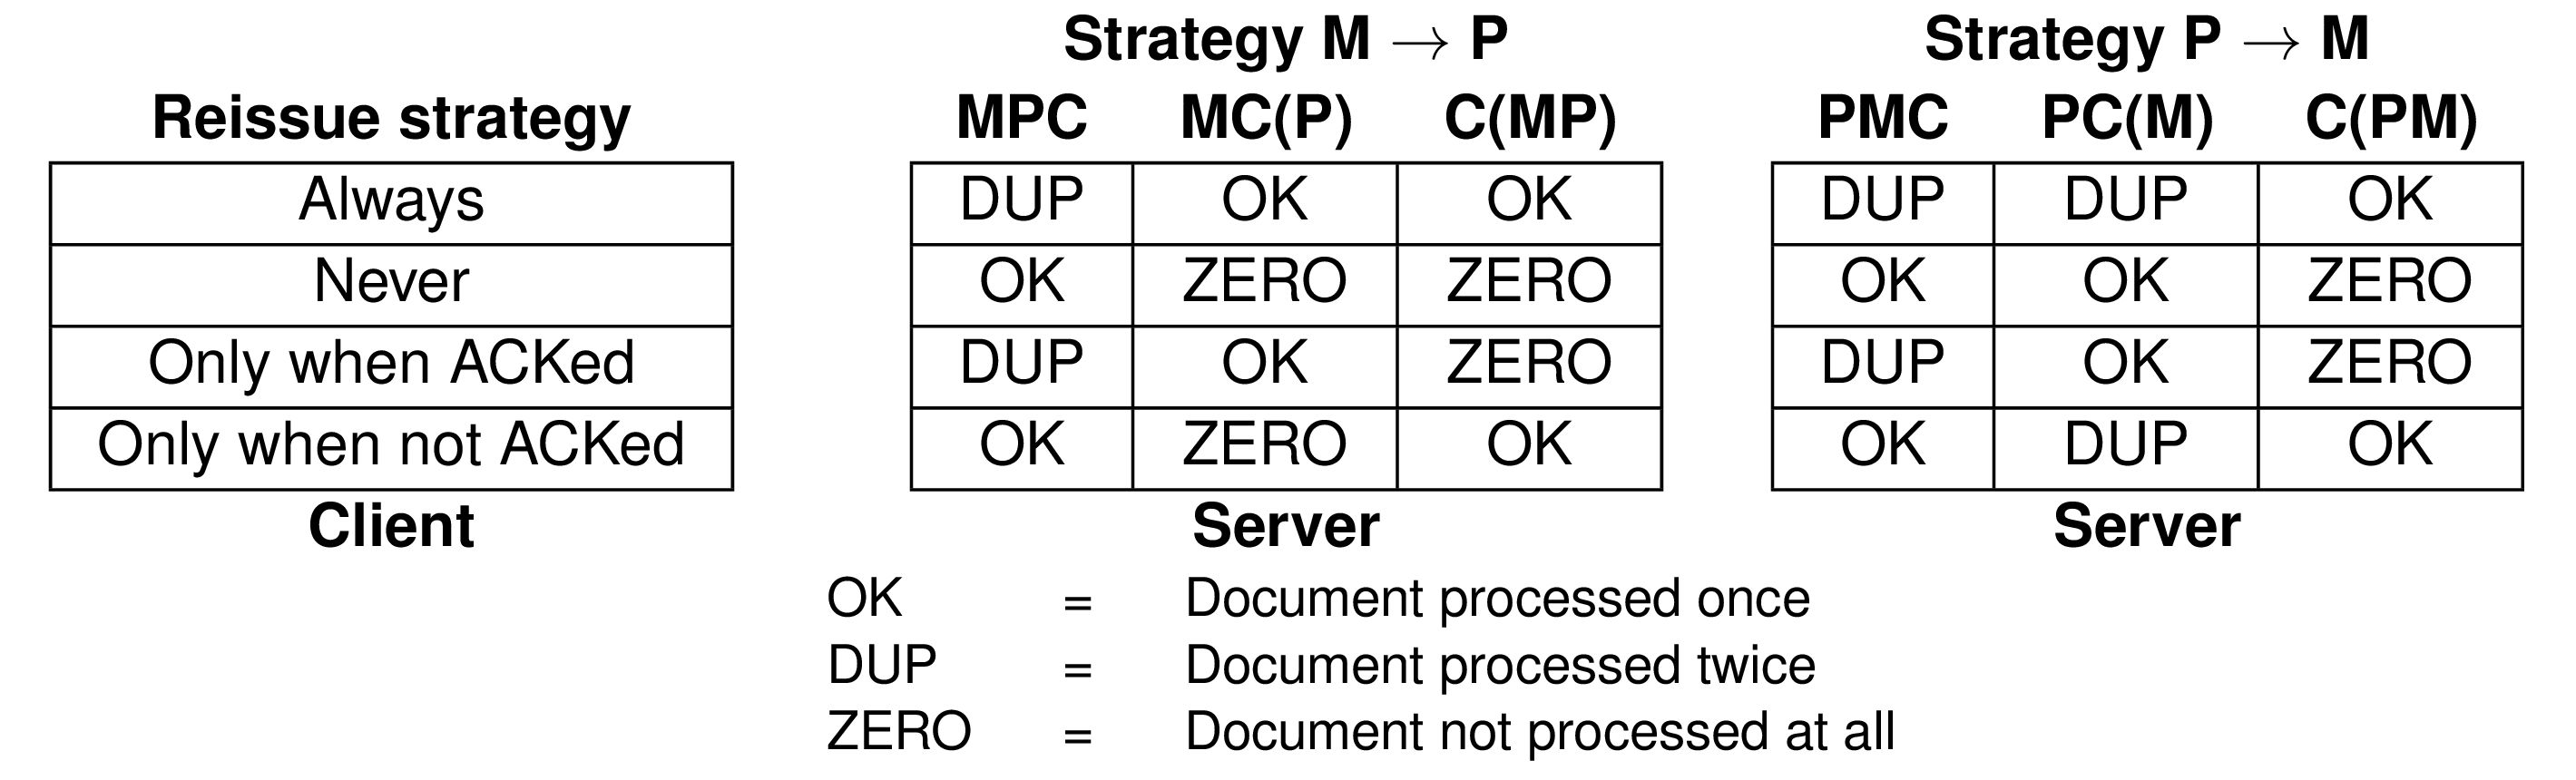 Strategy M → P Strategy P → M
Reissue strategy MPC MC(P) C(MP) PMC PC(M) C(PM)
Always DUP OK OK DUP DUP OK
Never OK ZERO ZERO OK OK ZERO
Only when ACKed DUP OK ZERO DUP OK ZERO
Only when not ACKed OK ZERO OK OK DUP OK
Client Server Server
OK = Document processed once
DUP = Document processed twice
ZERO = Document not processed at all